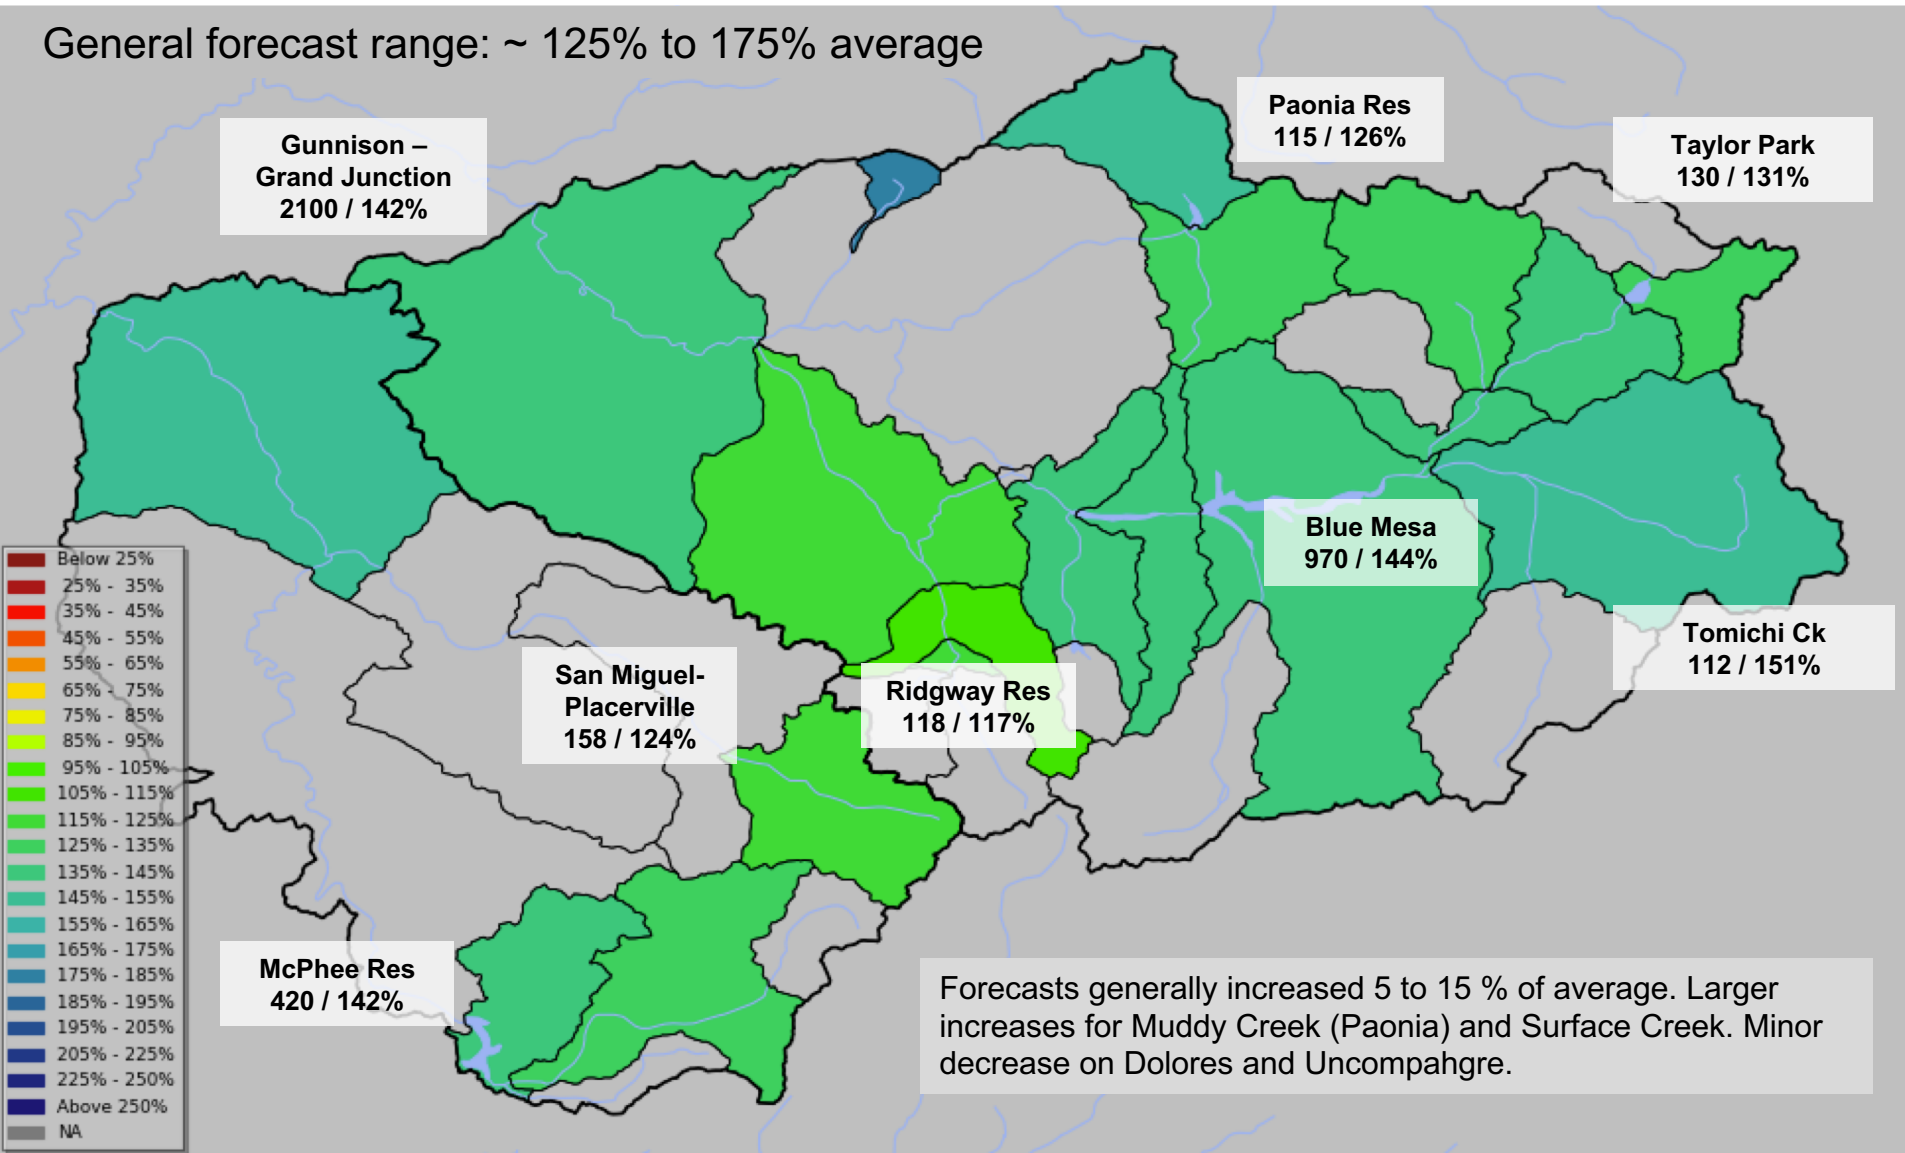 General forecast range: ~ 125% to 175% average
Gunnison –
Grand Junction
2100 / 142%
Paonia Res
115 / 126%
Taylor Park
130 / 131%
Blue Mesa
970 / 144%
Tomichi Ck
112 / 151%
San Miguel-
Placerville
158 / 124%
Ridgway Res
118 / 117%
McPhee Res
420 / 142%
Forecasts generally increased 5 to 15 % of average. Larger
increases for Muddy Creek (Paonia) and Surface Creek. Minor
decrease on Dolores and Uncompahgre.
Below 25%
25% - 35%
35% - 45%
45% - 55%
55% - 65%
65% - 75%
75% - 85%
85% - 95%
95% - 105%
105% - 115%
115% - 125%
125% - 135%
135% - 145%
145% - 155%
155% - 165%
165% - 175%
175% - 185%
185% - 195%
195% - 205%
205% - 225%
225% - 250%
Above 250%
NA